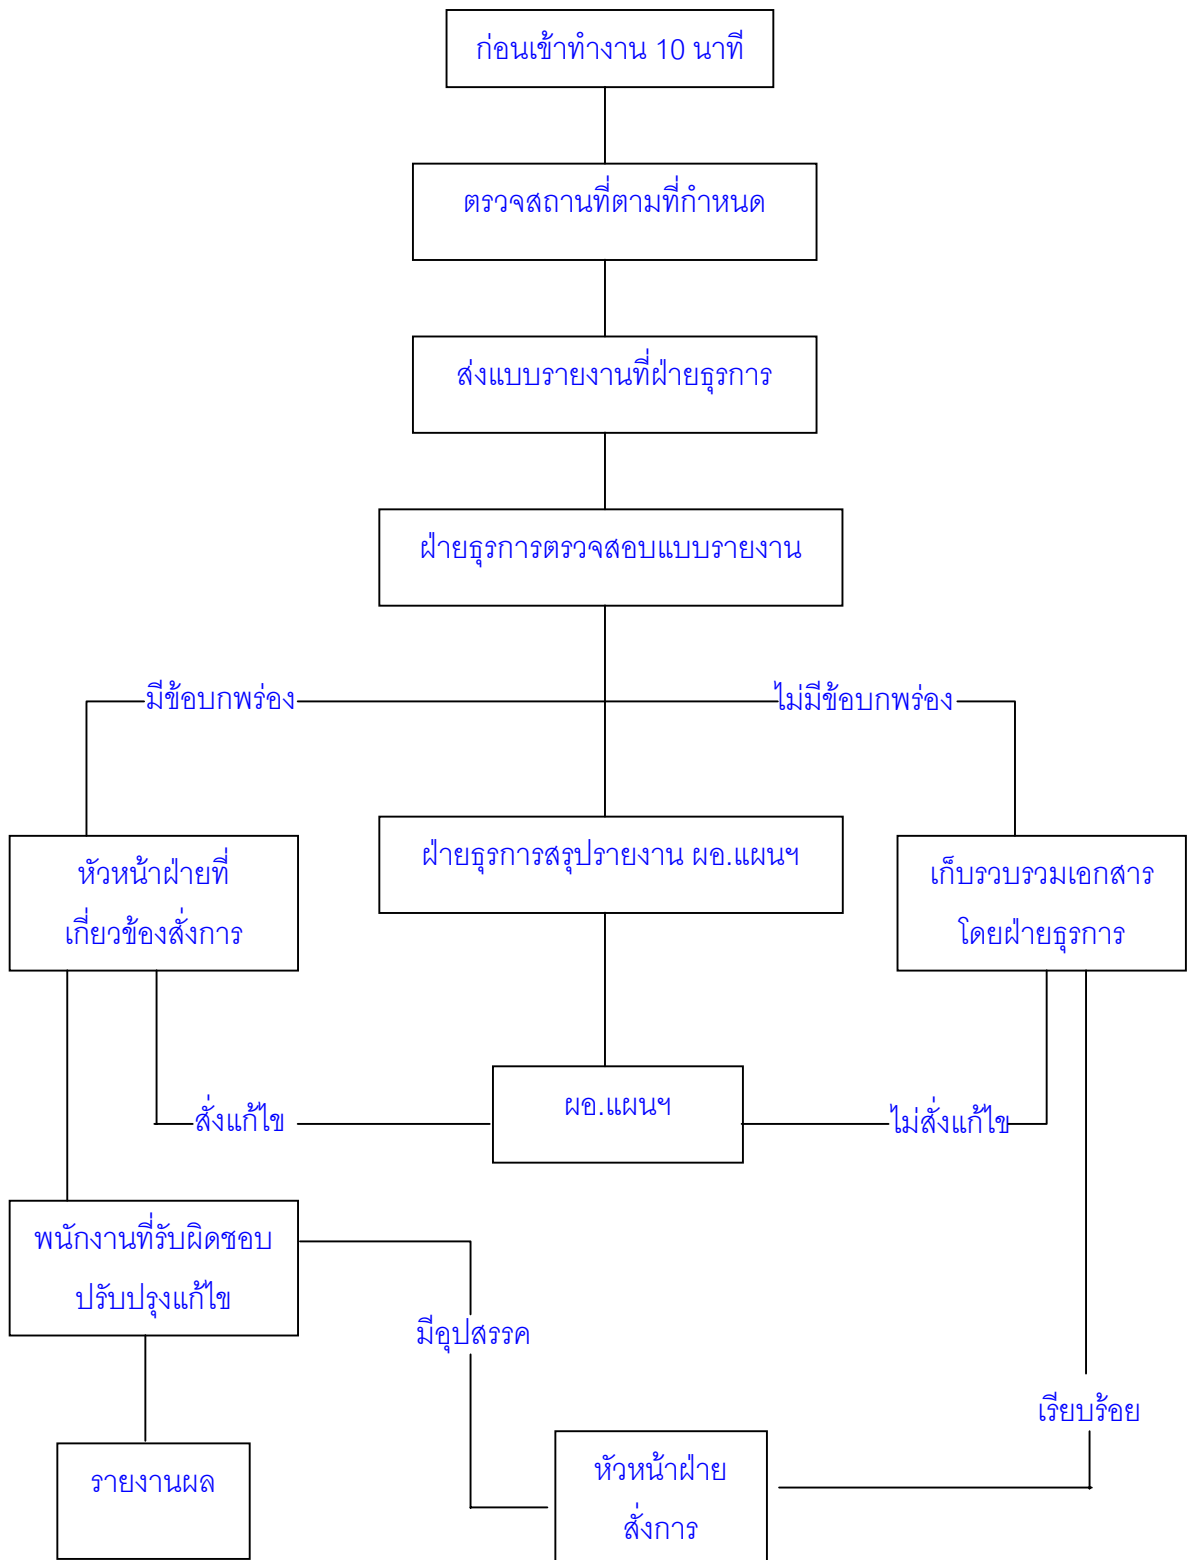 ก่อนเข้าทำงาน 10 นาที
ตรวจสถานที่ตามที่กำหนด
ส่งแบบรายงานที่ฝ่ายธุรการ
ฝ่ายธุรการตรวจสอบแบบรายงาน
มีข้อบกพร่อง
ไม่มีข้อบกพร่อง
หัวหน้าฝ่ายที่
เกี่ยวข้องสั่งการ
ฝ่ายธุรการสรุปรายงาน ผอ.แผนฯ
เก็บรวบรวมเอกสาร
โดยฝ่ายธุรการ
สั่งแก้ไข
ผอ.แผนฯ
ไม่สั่งแก้ไข
พนักงานที่รับผิดชอบ
ปรับปรุงแก้ไข
มีอุปสรรค
เรียบร้อย
รายงานผล
หัวหน้าฝ่าย
สั่งการ